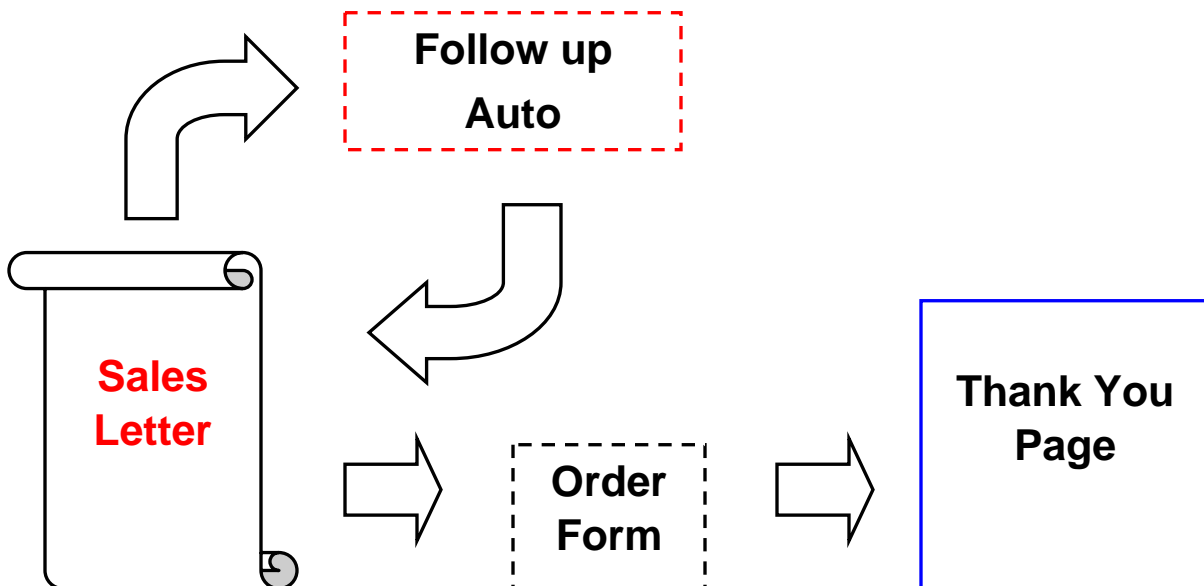 Follow up
Auto
Sales
Letter
Order
Form
Thank You
Page